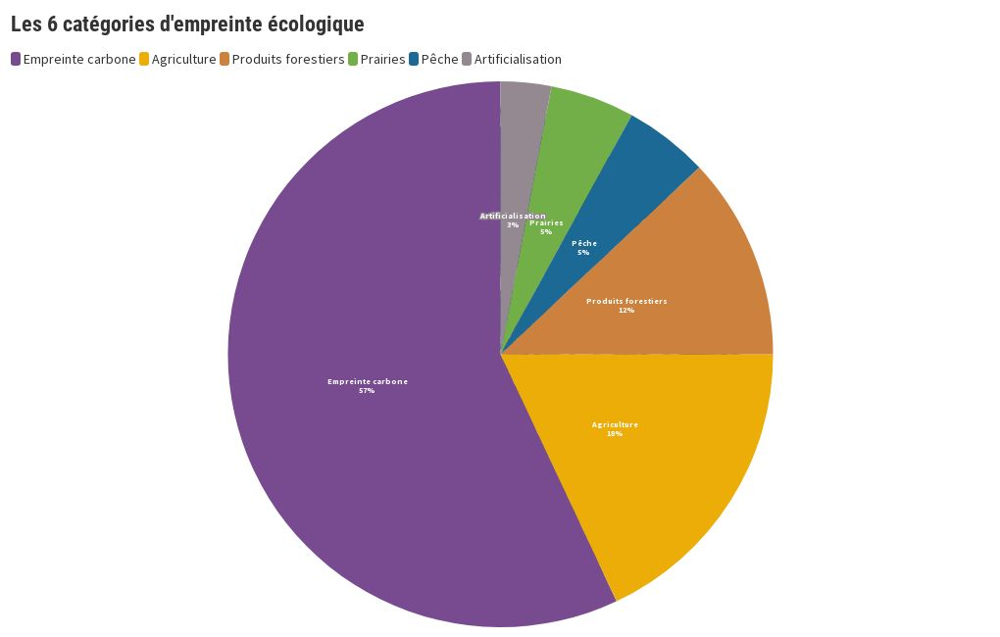 Les 6 catégories d'empreinte écologique
Empreinte carbone Agriculture Produits forestiers Prairies Pêche Artificialisation
Artificialisation
3%
Prairies
5%
Pêche
5%
Produits forestiers
12%
Empreinte carbone
57%
Agriculture
18%